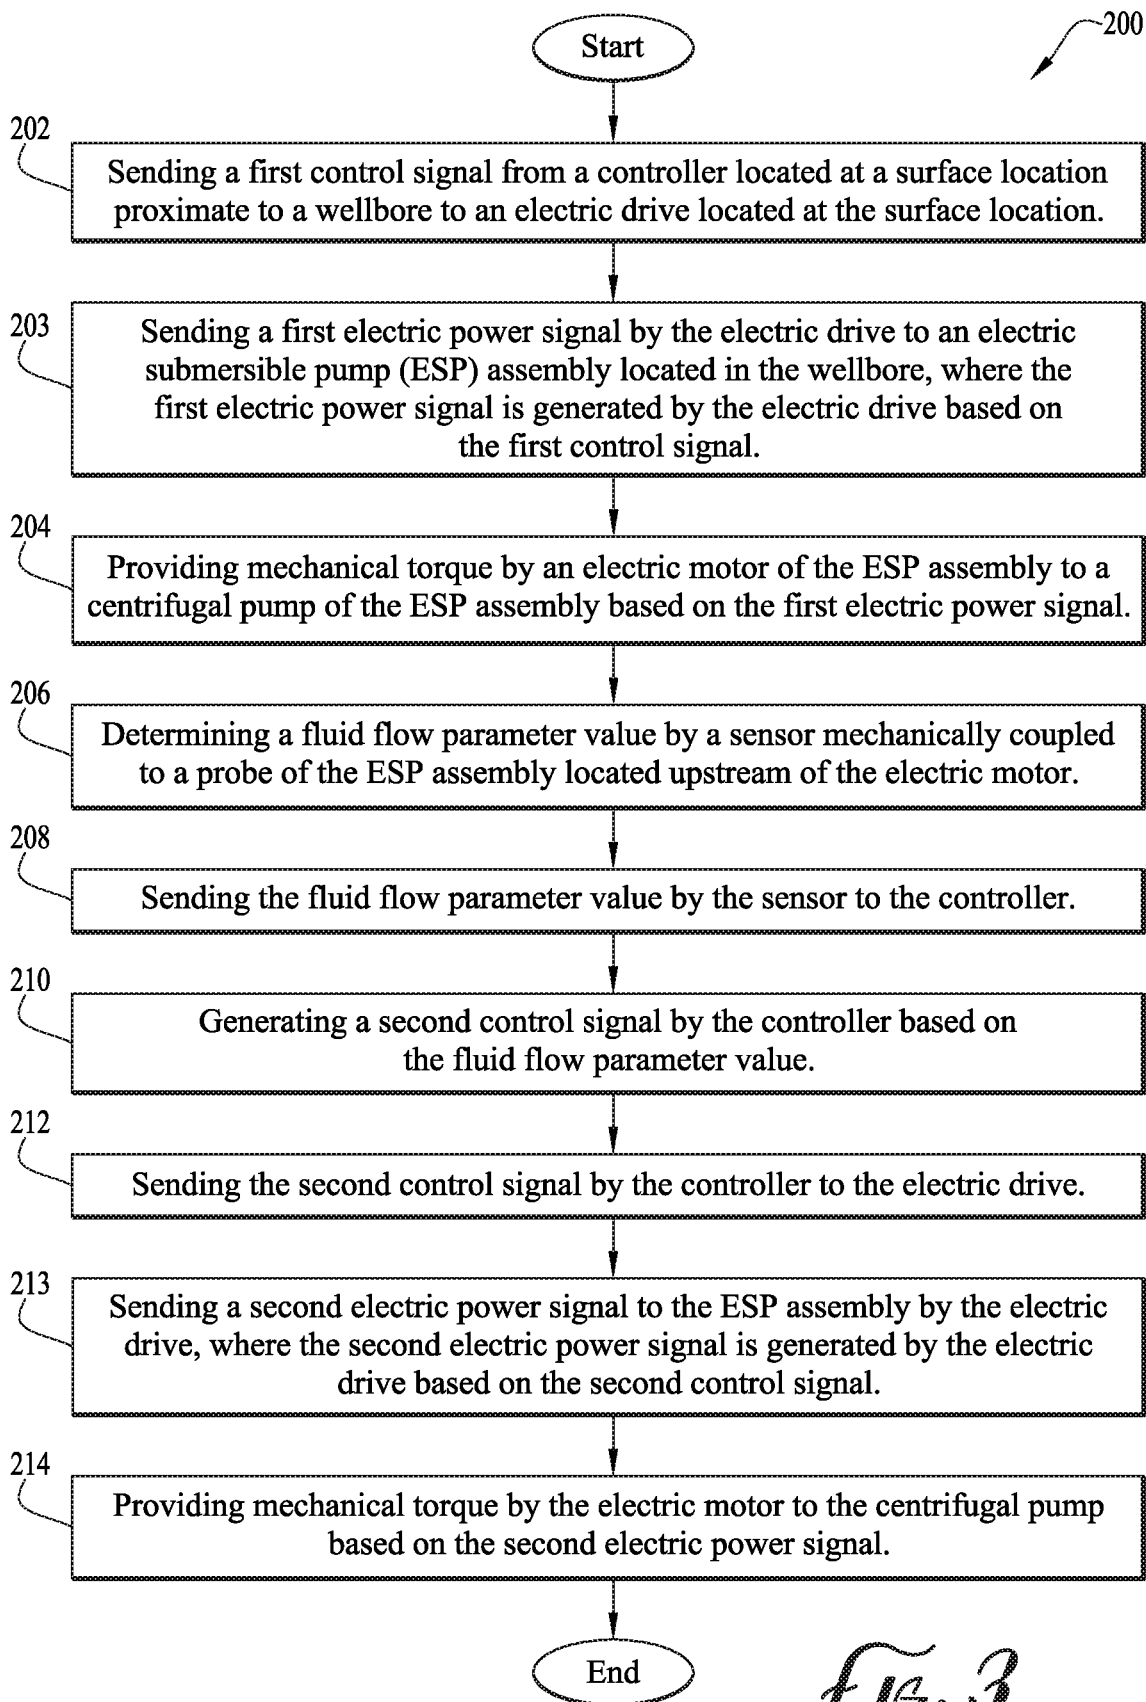 200
Start
202
Sending a first control signal from a controller located at a surface location
proximate to a wellbore to an electric drive located at the surface location.
203
Sending a first electric power signal by the electric drive to an electric
submersible pump (ESP) assembly located in the wellbore, where the
first electric power signal is generated by the electric drive based on
the first control signal.
204
Providing mechanical torque by an electric motor of the ESP assembly to a
centrifugal pump of the ESP assembly based on the first electric power signal.
206
Determining a fluid flow parameter value by a sensor mechanically coupled
to a probe of the ESP assembly located upstream of the electric motor.
208
Sending the fluid flow parameter value by the sensor to the controller.
210
Generating a second control signal by the controller based on
the fluid flow parameter value.
212
Sending the second control signal by the controller to the electric drive.
213
Sending a second electric power signal to the ESP assembly by the electric
drive, where the second electric power signal is generated by the electric
drive based on the second control signal.
214
Providing mechanical torque by the electric motor to the centrifugal pump
based on the second electric power signal.
End
Fig. 3